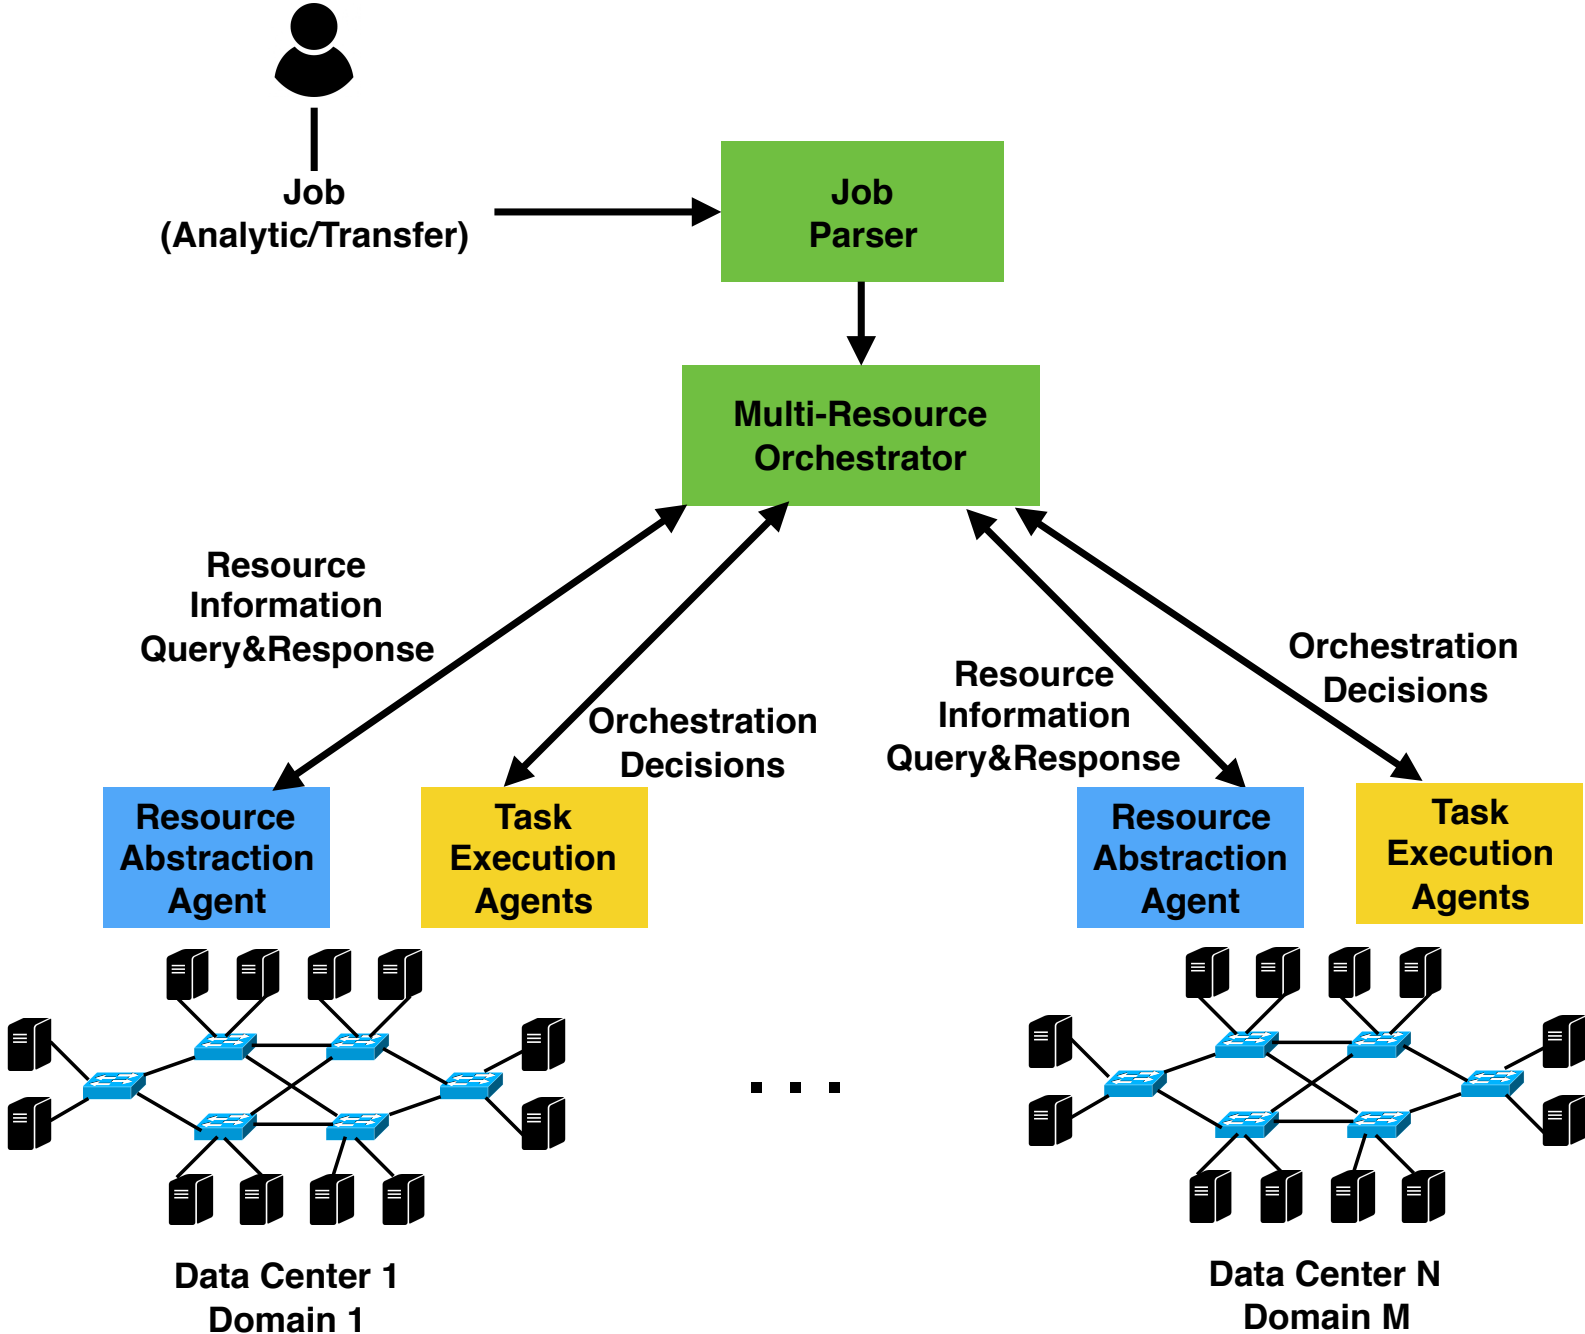 Job
(Analytic/Transfer)
Job
Parser
Multi-Resource
Orchestrator
Resource
Information
Query&Response
Orchestration
Decisions
Resource
Information
Query&Response
Orchestration
Decisions
Resource
Abstraction
Agent
Task
Execution
Agents
Resource
Abstraction
Agent
Task
Execution
Agents
. . .
Data Center 1
Domain 1
Data Center N
Domain M